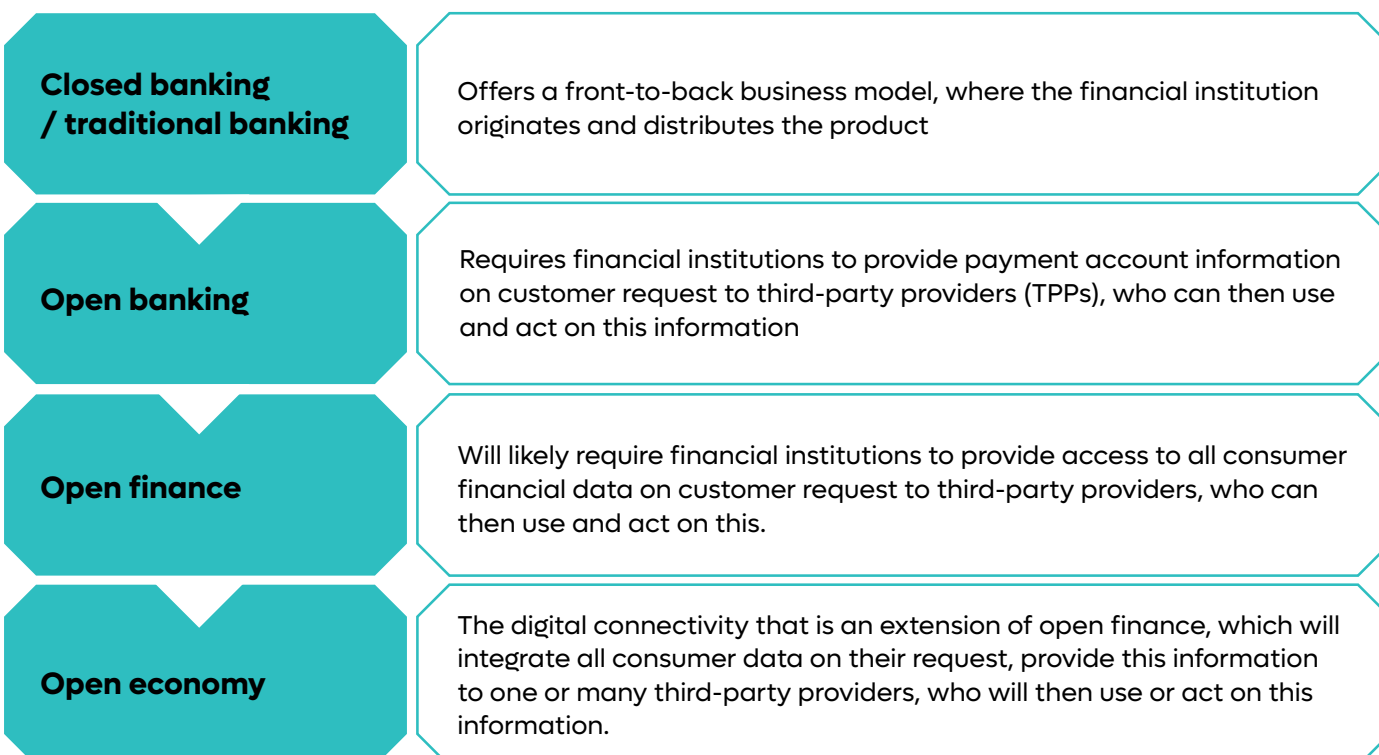 Closed banking
/ traditional banking
Offers a front-to-back business model, where the financial institution
originates and distributes the product
Open banking
Requires financial institutions to provide payment account information
on customer request to third-party providers (TPPs), who can then use
and act on this information
Open finance
Will likely require financial institutions to provide access to all consumer
financial data on customer request to third-party providers, who can
then use and act on this.
Open economy
The digital connectivity that is an extension of open finance, which will
integrate all consumer data on their request, provide this information
to one or many third-party providers, who will then use or act on this
information.